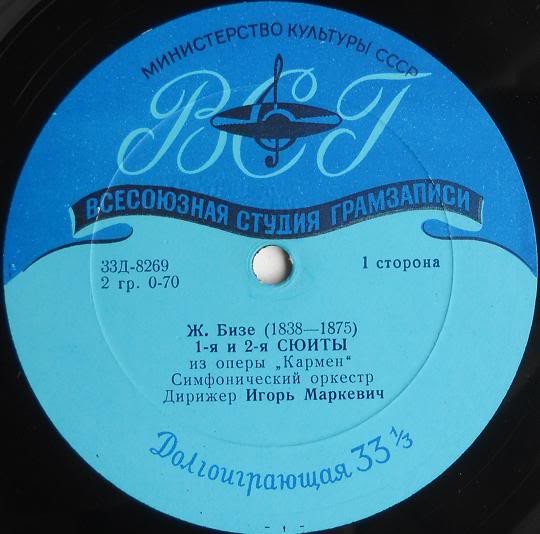 МИНИСТЕРСТВО КУЛЬТУРЫ СССР
ВСГ
ВСЕСОЮЗНАЯ СТУДИЯ ГРАМЗАПИСИ
33Д-8269
2 гр. 0-70
1 сторона
Ж. Бизе (1838—1875)
1-я и 2-я СЮИТЫ
из оперы „Кармен“
Симфонический оркестр
Дирижер Игорь Маркевич
Долгоиграющая 33 1/3
- 1 -